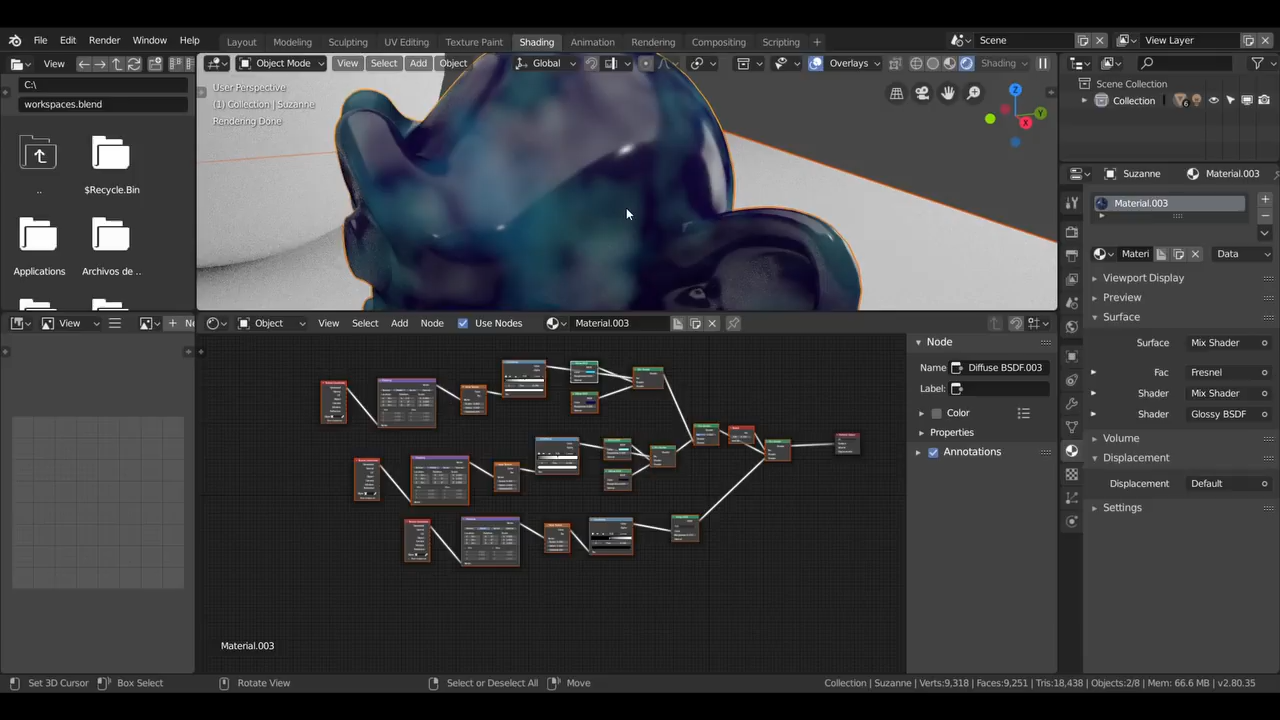 File Edit Render Window Help Layout Modeling Sculpting UV Editing Texture Paint Shading Animation Rendering Compositing Scripting + Scene View Layer
View Object Mode View Select Add Object Global Overlays Shading
C:\
workspaces.blend
User Perspective
(1) Collection | Suzanne
Rendering Done
Z
Y
X
Scene Collection
Collection 6
..
$Recycle.Bin
Applications
Archivos de ..
Suzanne Material.003
Material.003
Materi Data
Viewport Display
Preview
Surface
Surface Mix Shader
Fac Fresnel
Shader Mix Shader
Shader Glossy BSDF
Volume
Displacement
Displacement Default
Settings
View Ne Object View Select Add Node Use Nodes Material.003
Node
Name Diffuse BSDF.003
Label:
Color
Properties
Annotations
Material.003
Set 3D Cursor Box Select Rotate View Select or Deselect All Move Collection | Suzanne | Verts:9,318 | Faces:9,251 | Tris:18,438 | Objects:2/8 | Mem: 66.6 MB | v2.80.35